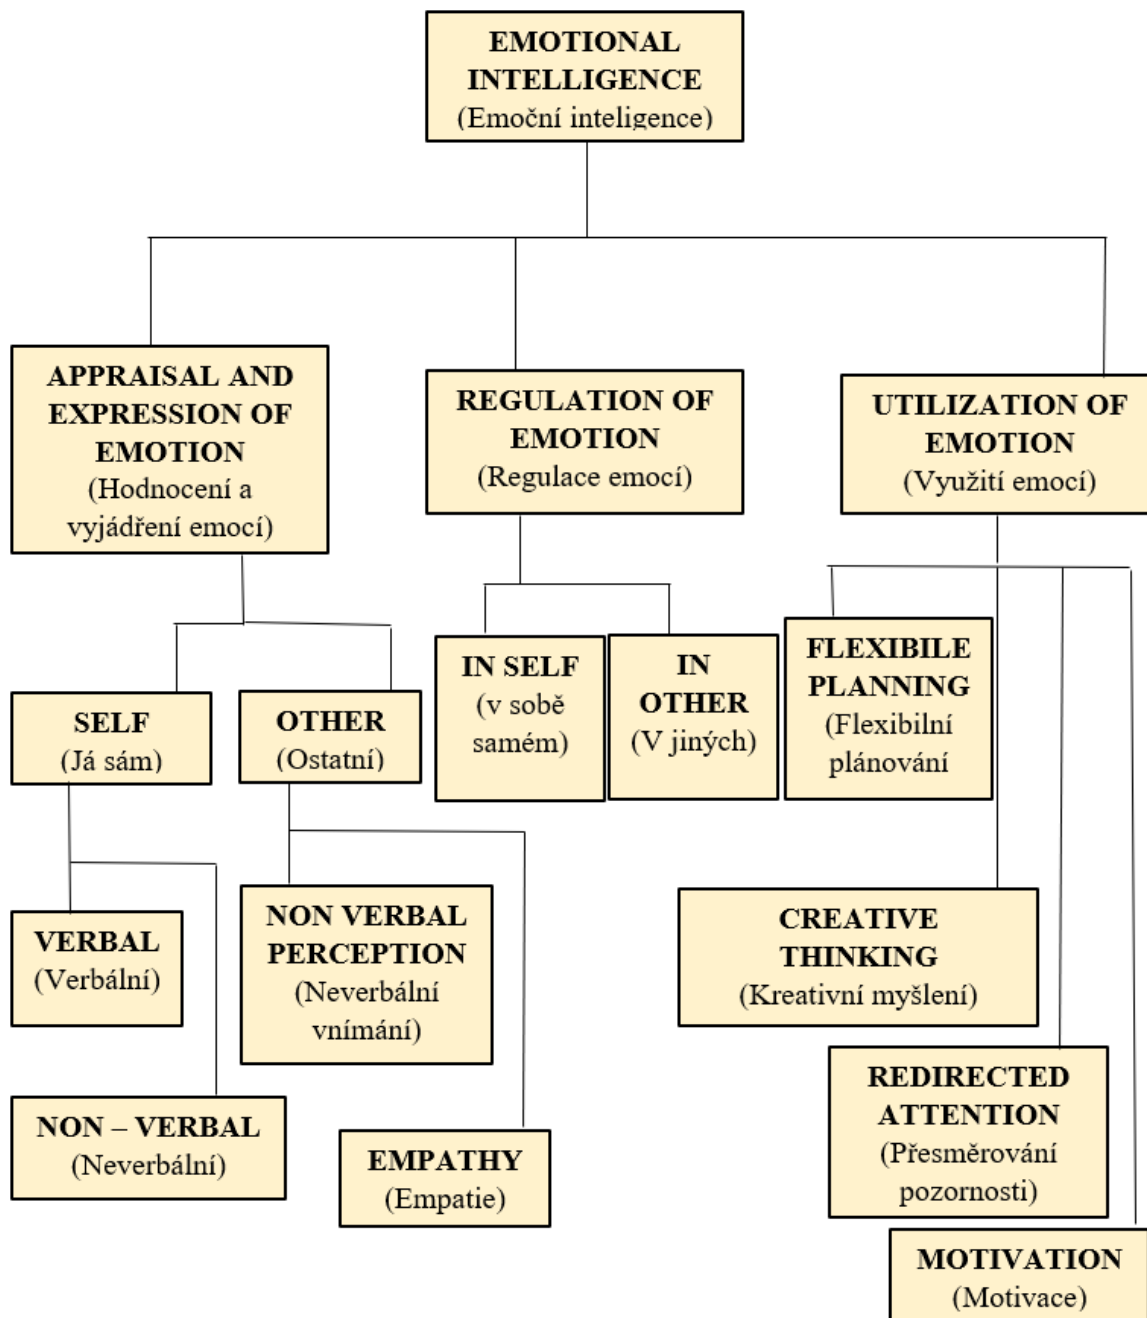 EMOTIONAL
INTELLIGENCE
(Emoční inteligence)
APPRAISAL AND
EXPRESSION OF
EMOTION
(Hodnocení a
vyjádření emocí)
REGULATION OF
EMOTION
(Regulace emocí)
UTILIZATION OF
EMOTION
(Využití emocí)
SELF
(Já sám)
OTHER
(Ostatní)
IN SELF
(v sobě
samém)
IN
OTHER
(V jiných)
FLEXIBILE
PLANNING
(Flexibilní
plánování
VERBAL
(Verbální)
NON VERBAL
PERCEPTION
(Neverbální
vnímání)
CREATIVE
THINKING
(Kreativní myšlení)
NON – VERBAL
(Neverbální)
EMPATHY
(Empatie)
REDIRECTED
ATTENTION
(Přesměrování
pozornosti)
MOTIVATION
(Motivace)